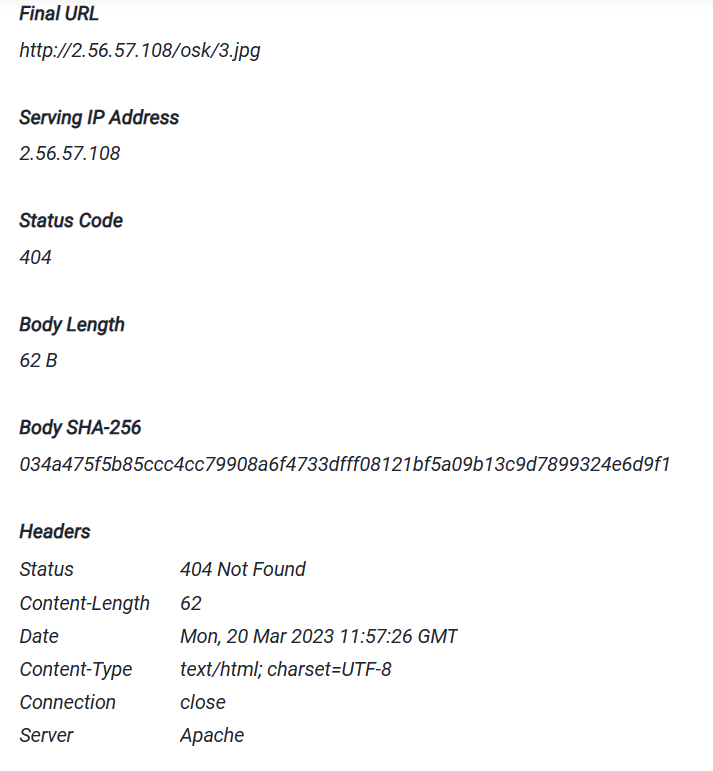 Final URL
http://2.56.57.108/osk/3.jpg
Serving IP Address
2.56.57.108
Status Code
404
Body Length
62 B
Body SHA-256
034a475f5b85ccc4cc79908a6f4733dfff08121bf5a09b13c9d7899324e6d9f1
Headers
Status 404 Not Found
Content-Length 62
Date Mon, 20 Mar 2023 11:57:26 GMT
Content-Type text/html; charset=UTF-8
Connection close
Server Apache